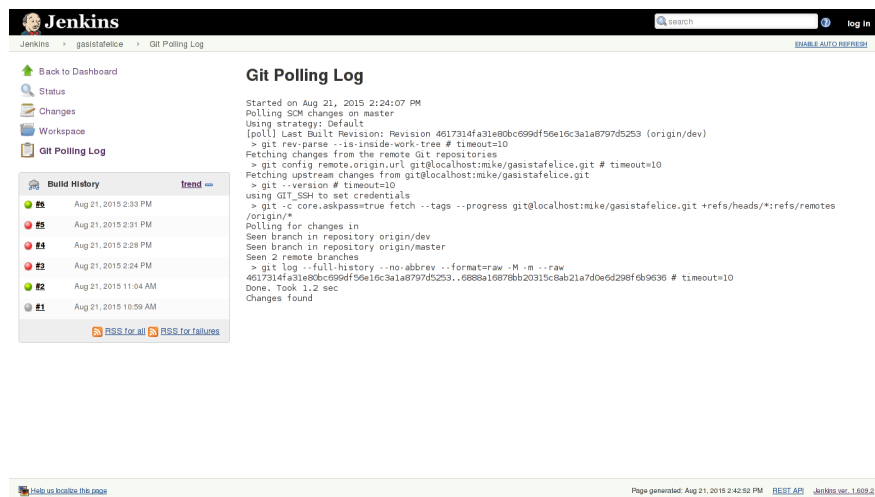 Jenkins
search
log in
Jenkins gasistafelice Git Polling Log
ENABLE AUTO REFRESH
Back to Dashboard
Status
Changes
Workspace
Git Polling Log
Build History trend
#6 Aug 21, 2015 2:33 PM
#5 Aug 21, 2015 2:31 PM
#4 Aug 21, 2015 2:28 PM
#3 Aug 21, 2015 2:24 PM
#2 Aug 21, 2015 11:04 AM
#1 Aug 21, 2015 10:59 AM
RSS for all RSS for failures
Git Polling Log
Started on Aug 21, 2015 2:24:07 PM
Polling SCM changes on master
Using strategy: Default
[poll] Last Built Revision: Revision 4617314fa31e80bc699df56e16c3a1a8797d5253 (origin/dev)
> git rev-parse --is-inside-work-tree # timeout=10
Fetching changes from the remote Git repositories
> git config remote.origin.url git@localhost:mike/gasistafelice.git # timeout=10
Fetching upstream changes from git@localhost:mike/gasistafelice.git
> git --version # timeout=10
using GIT_SSH to set credentials
> git -c core.askpass=true fetch --tags --progress git@localhost:mike/gasistafelice.git +refs/heads/*:refs/remotes
/origin/*
Polling for changes in
Seen branch in repository origin/dev
Seen branch in repository origin/master
Seen 2 remote branches
> git log --full-history --no-abbrev --format=raw -M -m --raw
4617314fa31e80bc699df56e16c3a1a8797d5253..6888a16878bb20315c8ab21a7d0e6d298f6b9636 # timeout=10
Done. Took 1.2 sec
Changes found
Help us localize this page
Page generated: Aug 21, 2015 2:42:52 PM REST API Jenkins ver. 1.609.2